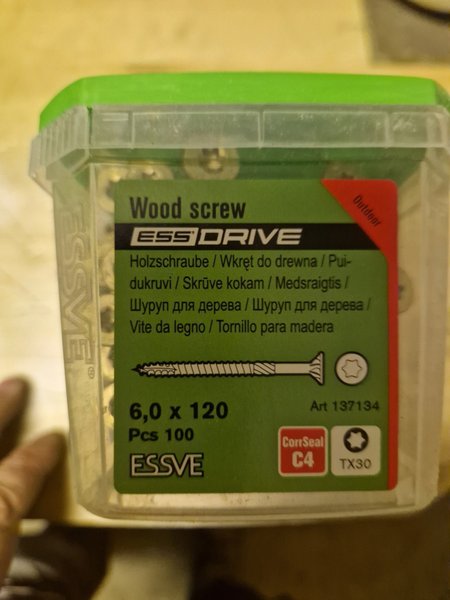 Wood screw
Outdoor
ESSDRIVE
Holzschraube / Wkręt do drewna / Pui-
dukruvi / Skrūve kokam / Medsraigtis /
Шуруп для дерева / Шуруп для дерева /
Vite da legno / Tornillo para madera
6,0 x 120
Art 137134
Pcs 100
CorrSeal
C4
TX30
ESSVE
ESSVE